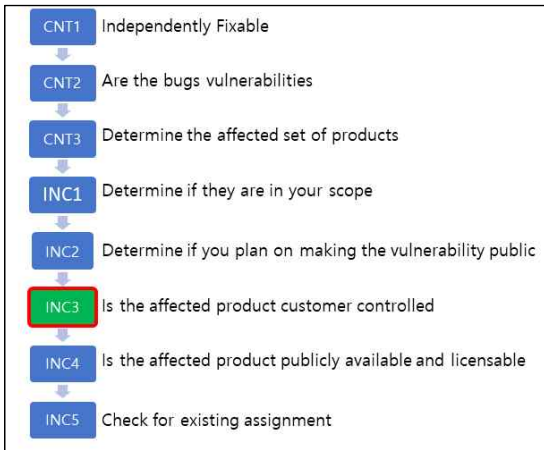 CNT1 Independently Fixable
CNT2 Are the bugs vulnerabilities
CNT3 Determine the affected set of products
INC1 Determine if they are in your scope
INC2 Determine if you plan on making the vulnerability public
INC3 Is the affected product customer controlled
INC4 Is the affected product publicly available and licensable
INC5 Check for existing assignment